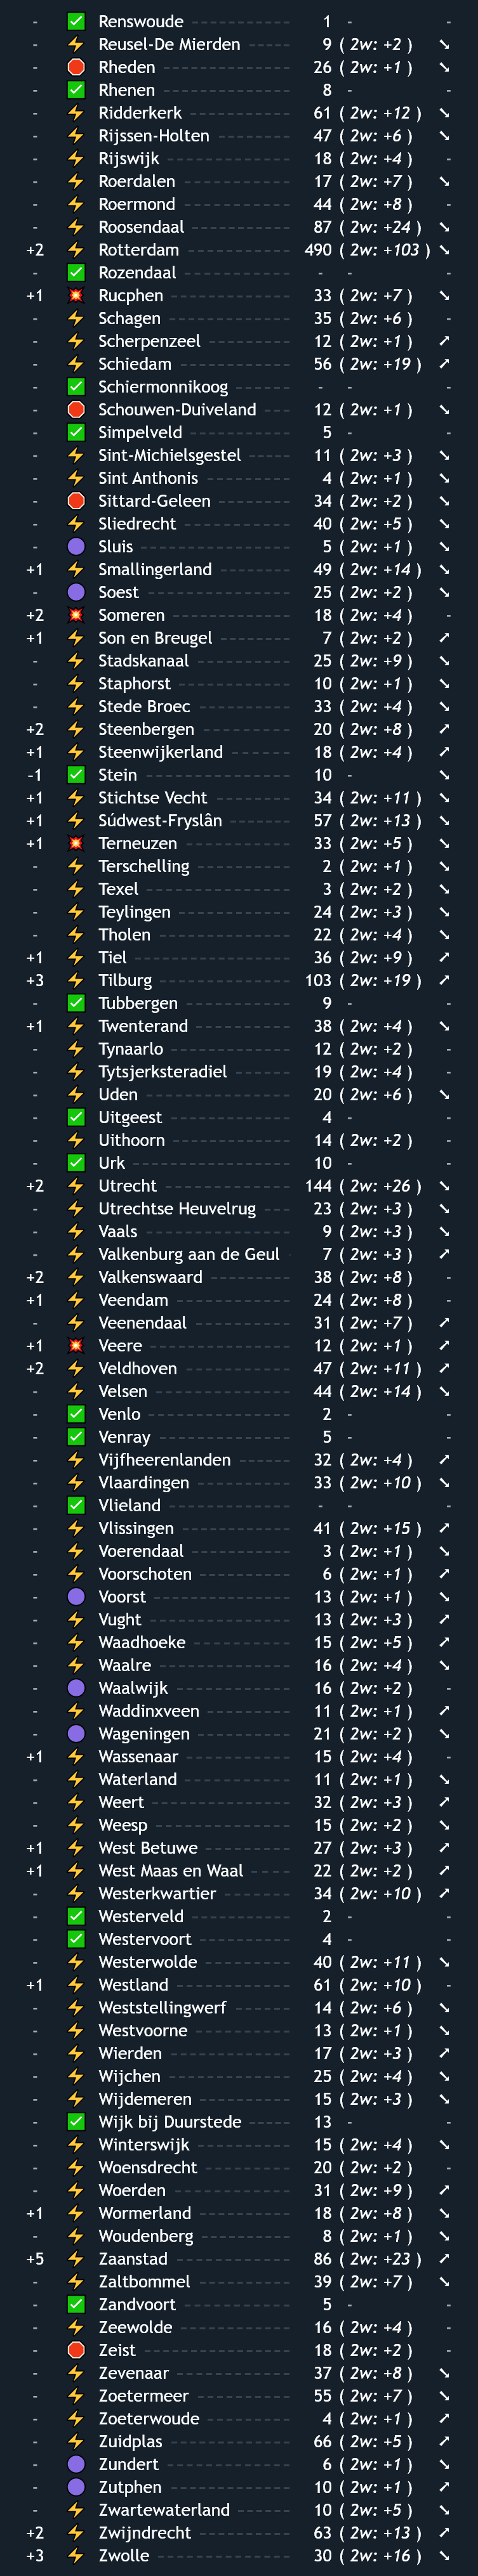 - ✅ Renswoude 1 - -
- ⚡ Reusel-De Mierden 9 ( 2w: +2 ) ➘
- 🛑 Rheden 26 ( 2w: +1 ) ➘
- ✅ Rhenen 8 - -
- ⚡ Ridderkerk 61 ( 2w: +12 ) ➘
- ⚡ Rijssen-Holten 47 ( 2w: +6 ) ➘
- ⚡ Rijswijk 18 ( 2w: +4 ) -
- ⚡ Roerdalen 17 ( 2w: +7 ) ➘
- ⚡ Roermond 44 ( 2w: +8 ) -
- ⚡ Roosendaal 87 ( 2w: +24 ) ➘
+2 ⚡ Rotterdam 490 ( 2w: +103 ) ➘
- ✅ Rozendaal - - -
+1 💥 Rucphen 33 ( 2w: +7 ) ➘
- ⚡ Schagen 35 ( 2w: +6 ) -
- ⚡ Scherpenzeel 12 ( 2w: +1 ) ➚
- ⚡ Schiedam 56 ( 2w: +19 ) ➚
- ✅ Schiermonnikoog - - -
- 🛑 Schouwen-Duiveland 12 ( 2w: +1 ) ➘
- ✅ Simpelveld 5 - -
- ⚡ Sint-Michielsgestel 11 ( 2w: +3 ) ➘
- ⚡ Sint Anthonis 4 ( 2w: +1 ) ➘
- 🛑 Sittard-Geleen 34 ( 2w: +2 ) ➘
- ⚡ Sliedrecht 40 ( 2w: +5 ) ➘
- 🟣 Sluis 5 ( 2w: +1 ) ➘
+1 ⚡ Smallingerland 49 ( 2w: +14 ) ➘
- 🟣 Soest 25 ( 2w: +2 ) ➘
+2 💥 Someren 18 ( 2w: +4 ) -
+1 ⚡ Son en Breugel 7 ( 2w: +2 ) ➚
- ⚡ Stadskanaal 25 ( 2w: +9 ) ➘
- ⚡ Staphorst 10 ( 2w: +1 ) ➘
- ⚡ Stede Broec 33 ( 2w: +4 ) ➘
+2 ⚡ Steenbergen 20 ( 2w: +8 ) ➚
+1 ⚡ Steenwijkerland 18 ( 2w: +4 ) ➚
-1 ✅ Stein 10 - ➘
+1 ⚡ Stichtse Vecht 34 ( 2w: +11 ) ➘
+1 ⚡ Súdwest-Fryslân 57 ( 2w: +13 ) ➘
+1 💥 Terneuzen 33 ( 2w: +5 ) ➘
- ⚡ Terschelling 2 ( 2w: +1 ) ➘
- ⚡ Texel 3 ( 2w: +2 ) ➘
- ⚡ Teylingen 24 ( 2w: +3 ) ➘
- ⚡ Tholen 22 ( 2w: +4 ) ➘
+1 ⚡ Tiel 36 ( 2w: +9 ) ➚
+3 ⚡ Tilburg 103 ( 2w: +19 ) ➚
- ✅ Tubbergen 9 - -
+1 ⚡ Twenterand 38 ( 2w: +4 ) ➘
- ⚡ Tynaarlo 12 ( 2w: +2 ) -
- ⚡ Tytsjerksteradiel 19 ( 2w: +4 ) -
- ⚡ Uden 20 ( 2w: +6 ) ➘
- ✅ Uitgeest 4 - -
- ⚡ Uithoorn 14 ( 2w: +2 ) -
- ✅ Urk 10 - -
+2 ⚡ Utrecht 144 ( 2w: +26 ) ➘
- ⚡ Utrechtse Heuvelrug 23 ( 2w: +3 ) ➘
- ⚡ Vaals 9 ( 2w: +3 ) ➘
- ⚡ Valkenburg aan de Geul 7 ( 2w: +3 ) ➚
+2 ⚡ Valkenswaard 38 ( 2w: +8 ) -
+1 ⚡ Veendam 24 ( 2w: +8 ) -
- ⚡ Veenendaal 31 ( 2w: +7 ) ➚
+1 💥 Veere 12 ( 2w: +1 ) ➚
+2 ⚡ Veldhoven 47 ( 2w: +11 ) ➚
- ⚡ Velsen 44 ( 2w: +14 ) ➘
- ✅ Venlo 2 - -
- ✅ Venray 5 - -
- ⚡ Vijfheerenlanden 32 ( 2w: +4 ) ➚
- ⚡ Vlaardingen 33 ( 2w: +10 ) ➘
- ✅ Vlieland - - -
- ⚡ Vlissingen 41 ( 2w: +15 ) ➚
- ⚡ Voerendaal 3 ( 2w: +1 ) ➘
- ⚡ Voorschoten 6 ( 2w: +1 ) ➚
- 🟣 Voorst 13 ( 2w: +1 ) ➘
- ⚡ Vught 13 ( 2w: +3 ) ➚
- ⚡ Waadhoeke 15 ( 2w: +5 ) ➚
- ⚡ Waalre 16 ( 2w: +4 ) ➘
- 🟣 Waalwijk 16 ( 2w: +2 ) -
- ⚡ Waddinxveen 11 ( 2w: +1 ) ➚
- 🟣 Wageningen 21 ( 2w: +2 ) ➘
+1 ⚡ Wassenaar 15 ( 2w: +4 ) -
- ⚡ Waterland 11 ( 2w: +1 ) ➘
- ⚡ Weert 32 ( 2w: +3 ) ➚
- ⚡ Weesp 15 ( 2w: +2 ) ➘
+1 ⚡ West Betuwe 27 ( 2w: +3 ) ➚
+1 ⚡ West Maas en Waal 22 ( 2w: +2 ) ➚
- ⚡ Westerkwartier 34 ( 2w: +10 ) ➚
- ✅ Westerveld 2 - -
- ✅ Westervoort 4 - -
- ⚡ Westerwolde 40 ( 2w: +11 ) ➘
+1 ⚡ Westland 61 ( 2w: +10 ) -
- ⚡ Weststellingwerf 14 ( 2w: +6 ) ➘
- ⚡ Westvoorne 13 ( 2w: +1 ) ➘
- ⚡ Wierden 17 ( 2w: +3 ) ➚
- ⚡ Wijchen 25 ( 2w: +4 ) ➘
- ⚡ Wijdemeren 15 ( 2w: +3 ) ➘
- ✅ Wijk bij Duurstede 13 - -
- ⚡ Winterswijk 15 ( 2w: +4 ) ➘
- ⚡ Woensdrecht 20 ( 2w: +2 ) -
- ⚡ Woerden 31 ( 2w: +9 ) ➚
+1 ⚡ Wormerland 18 ( 2w: +8 ) ➘
- ⚡ Woudenberg 8 ( 2w: +1 ) ➘
+5 ⚡ Zaanstad 86 ( 2w: +23 ) ➚
- ⚡ Zaltbommel 39 ( 2w: +7 ) ➘
- ✅ Zandvoort 5 - -
- ⚡ Zeewolde 16 ( 2w: +4 ) -
- 🛑 Zeist 18 ( 2w: +2 ) -
- ⚡ Zevenaar 37 ( 2w: +8 ) ➘
- ⚡ Zoetermeer 55 ( 2w: +7 ) ➘
- ⚡ Zoeterwoude 4 ( 2w: +1 ) ➚
- ⚡ Zuidplas 66 ( 2w: +5 ) ➚
- 🟣 Zundert 6 ( 2w: +1 ) ➘
- 🟣 Zutphen 10 ( 2w: +1 ) ➚
- ⚡ Zwartewaterland 10 ( 2w: +5 ) ➘
+2 ⚡ Zwijndrecht 63 ( 2w: +13 ) ➚
+3 ⚡ Zwolle 30 ( 2w: +16 ) ➘